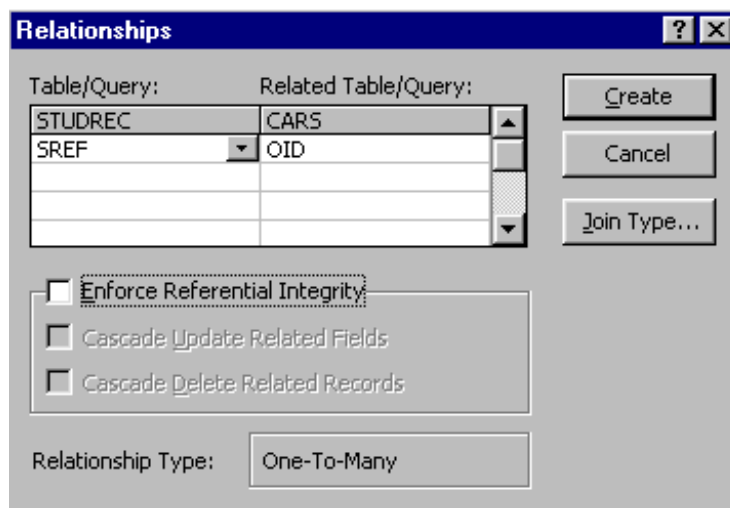 Relationships
Table/Query: Related Table/Query:
STUDREC CARS
SREF OID
Create
Cancel
Join Type...
Enforce Referential Integrity
Cascade Update Related Fields
Cascade Delete Related Records
Relationship Type: One-To-Many